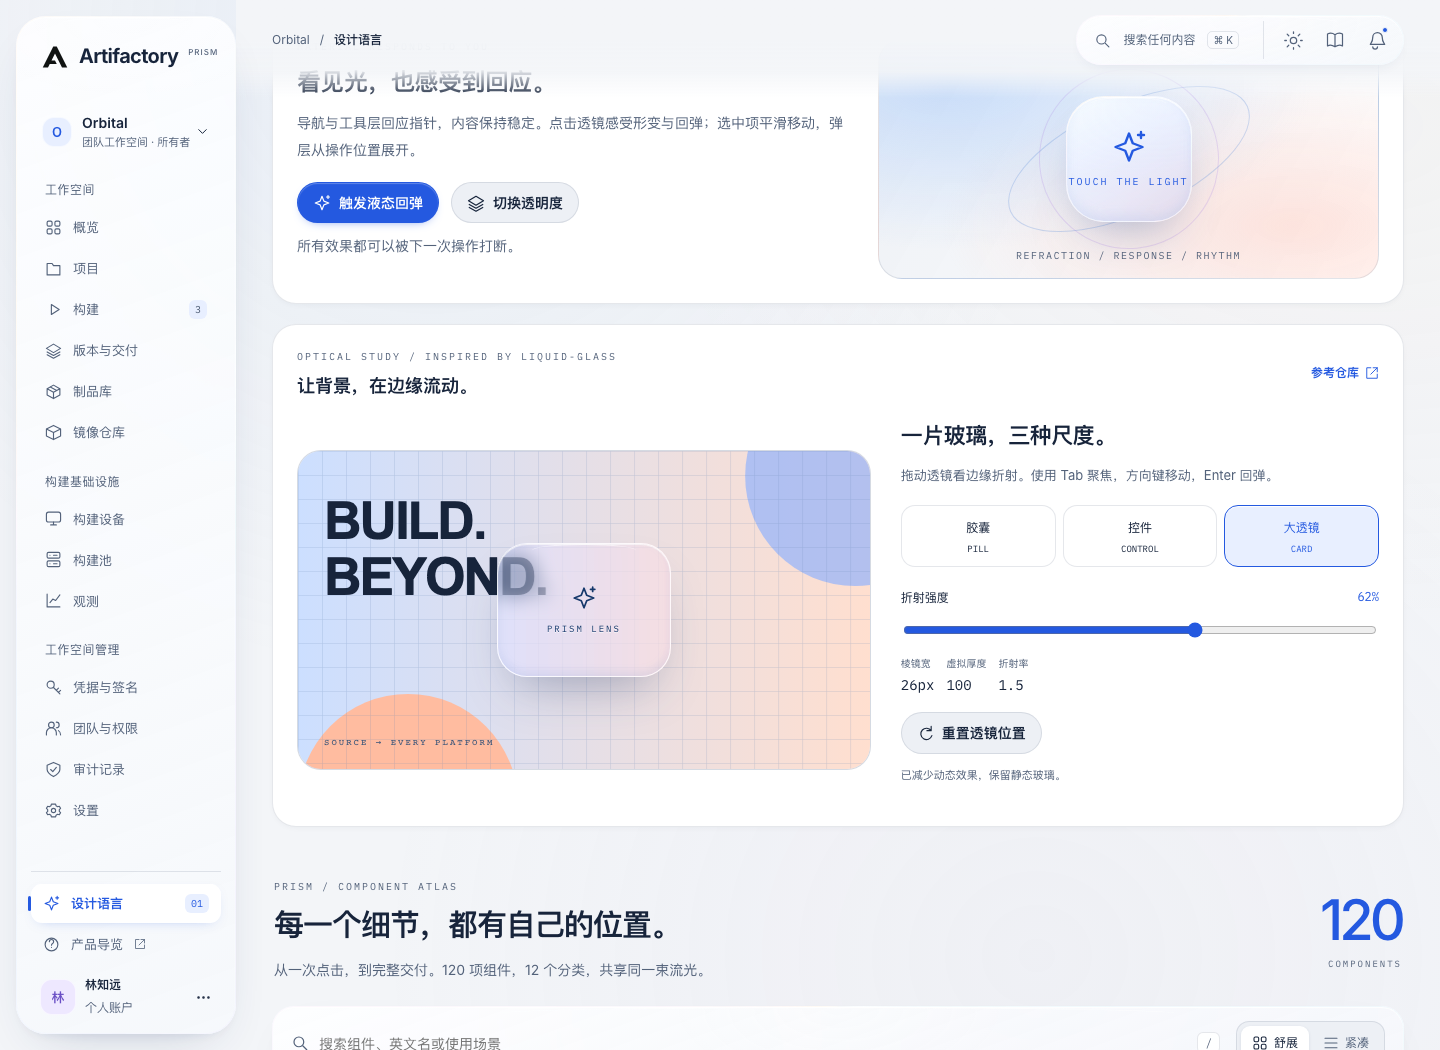 Artifactory PRISM
O
Orbital
团队工作空间 · 所有者
工作空间
概览
项目
构建 3
版本与交付
制品库
镜像仓库
构建基础设施
构建设备
构建池
观测
工作空间管理
凭据与签名
团队与权限
审计记录
设置
设计语言 01
产品导览
林
林知远
个人账户
Orbital / 设计语言
搜索任何内容 ⌘ K
看见光，也感受到回应。
导航与工具层回应指针，内容保持稳定。点击透镜感受形变与回弹；选中项平滑移动，弹
层从操作位置展开。
触发液态回弹 切换透明度
所有效果都可以被下一次操作打断。
TOUCH THE LIGHT
REFRACTION / RESPONSE / RHYTHM
OPTICAL STUDY / INSPIRED BY LIQUID-GLASS
让背景，在边缘流动。
参考仓库
BUILD.
BEYOND.
PRISM LENS
SOURCE → EVERY PLATFORM
一片玻璃，三种尺度。
拖动透镜看边缘折射。使用 Tab 聚焦，方向键移动，Enter 回弹。
胶囊 控件 大透镜
PILL CONTROL CARD
折射强度 62%
棱镜宽 虚拟厚度 折射率
26px 100 1.5
重置透镜位置
已减少动态效果，保留静态玻璃。
PRISM / COMPONENT ATLAS
每一个细节，都有自己的位置。
从一次点击，到完整交付。120 项组件，12 个分类，共享同一束流光。
120
COMPONENTS
搜索组件、英文名或使用场景 / 舒展 紧凑